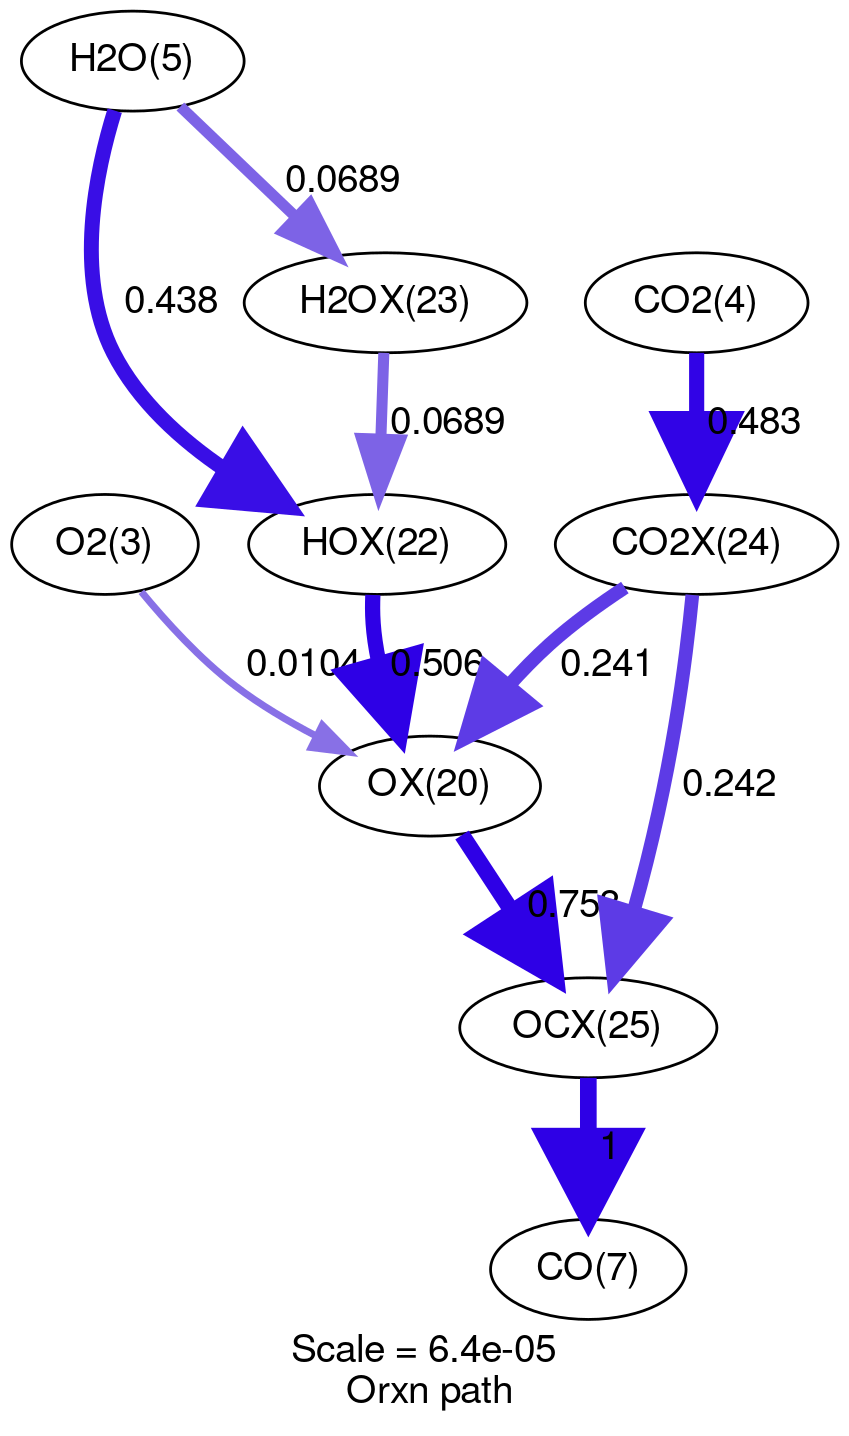 H2O(5)
0.0689
0.438
H2OX(23)
CO2(4)
0.0689
0.483
O2(3)
HOX(22)
CO2X(24)
0.0104
0.506
0.241
OX(20)
0.242
OCX(25)
1
CO(7)
Scale = 6.4e-05
Orxn path